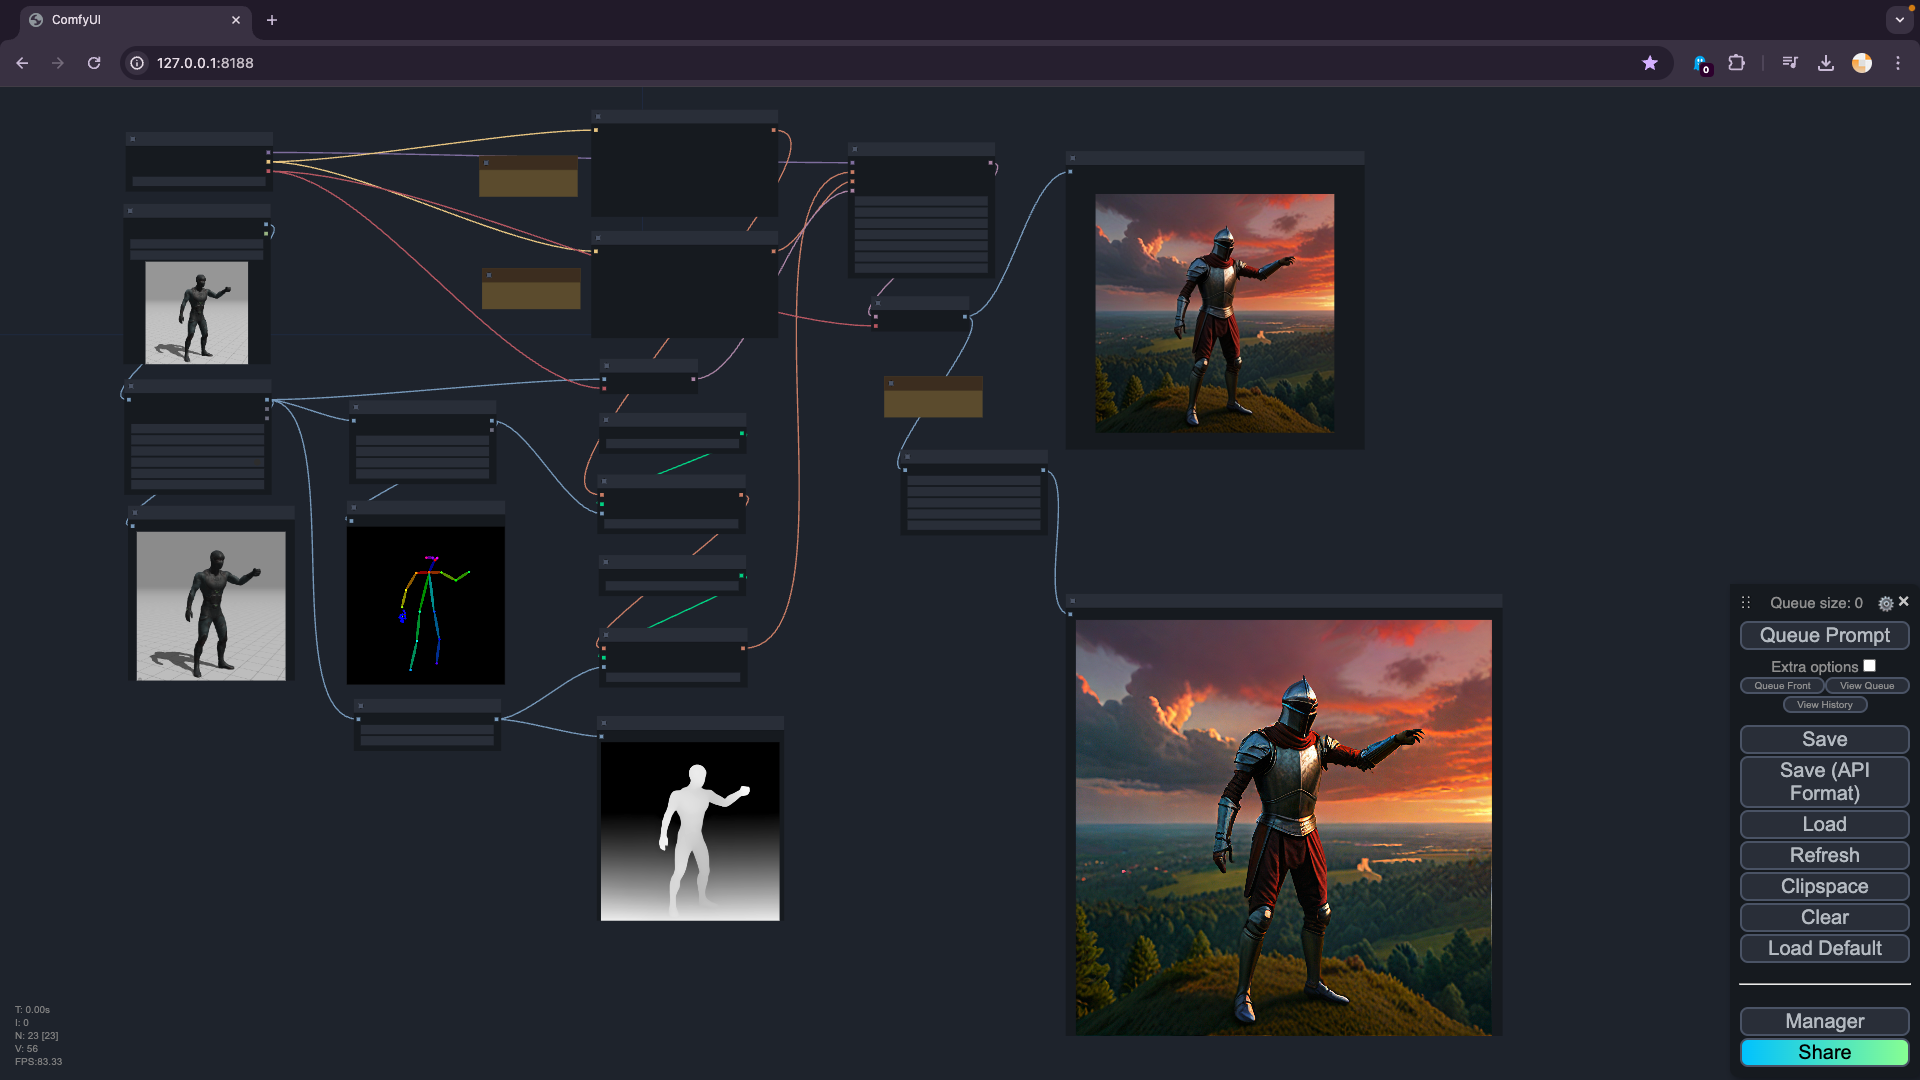 ComfyUI
127.0.0.1:8188
0
Queue size: 0
Queue Prompt
Extra options
Queue Front
View Queue
View History
Save
Save (API
Format)
Load
Refresh
Clipspace
Clear
Load Default
Manager
Share
T: 0.00s
I: 0
N: 23 [23]
V: 56
FPS:83.33